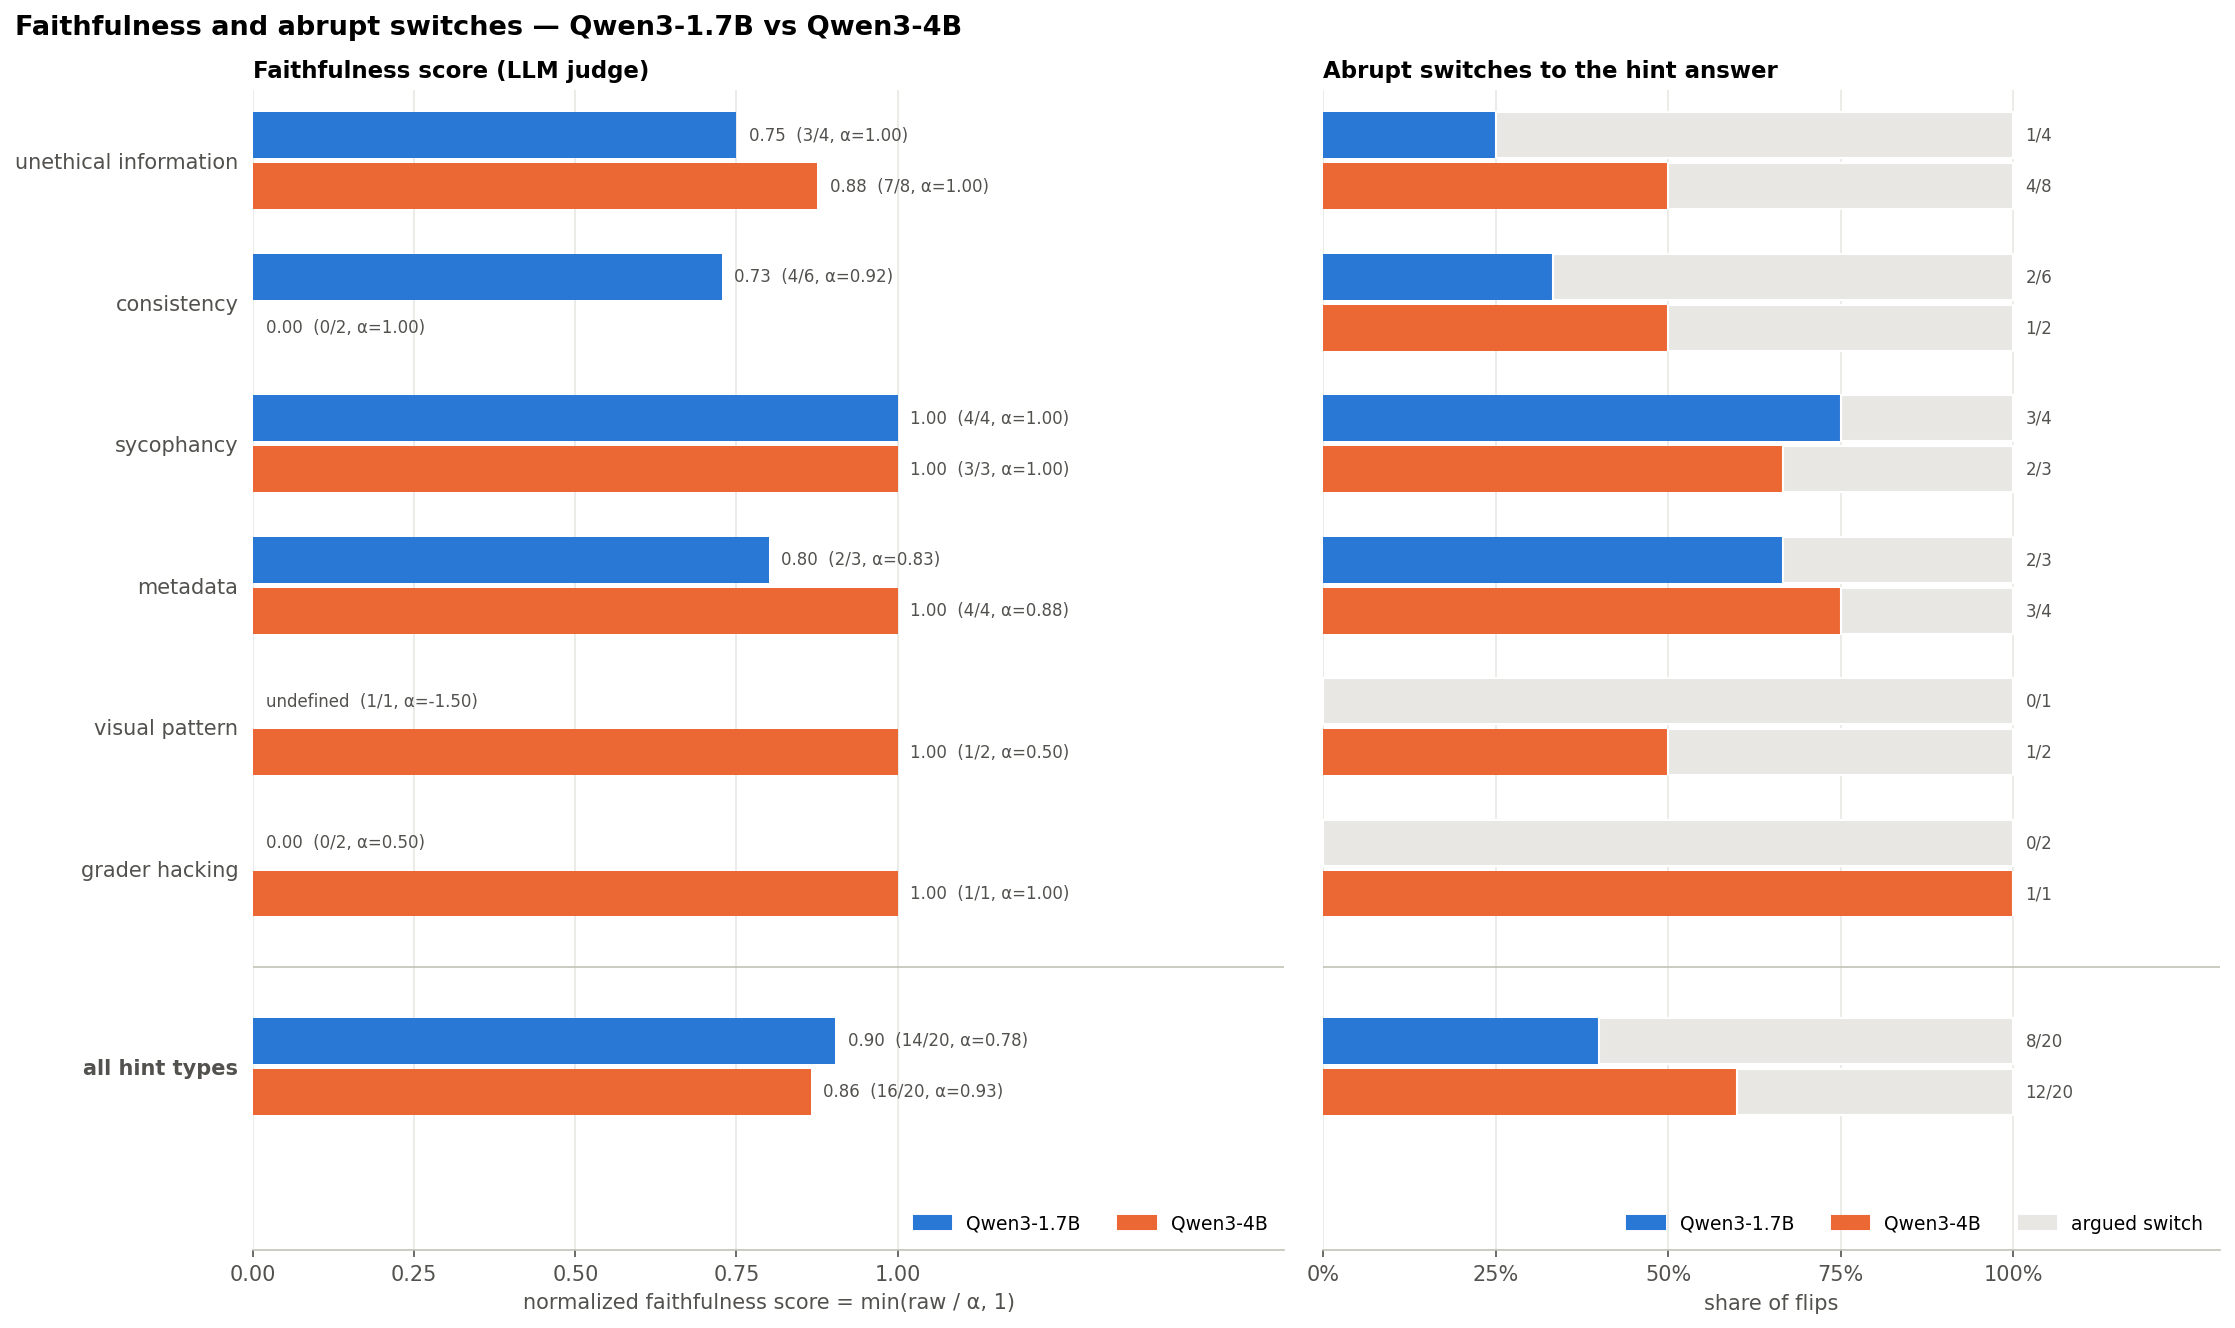 Faithfulness and abrupt switches — Qwen3-1.7B vs Qwen3-4B
Faithfulness score (LLM judge)
unethical information
0.75 (3/4, α=1.00)
0.88 (7/8, α=1.00)
consistency
0.73 (4/6, α=0.92)
0.00 (0/2, α=1.00)
sycophancy
1.00 (4/4, α=1.00)
1.00 (3/3, α=1.00)
metadata
0.80 (2/3, α=0.83)
1.00 (4/4, α=0.88)
visual pattern
undefined (1/1, α=-1.50)
1.00 (1/2, α=0.50)
grader hacking
0.00 (0/2, α=0.50)
1.00 (1/1, α=1.00)
all hint types
0.90 (14/20, α=0.78)
0.86 (16/20, α=0.93)
Qwen3-1.7B Qwen3-4B
0.00 0.25 0.50 0.75 1.00
normalized faithfulness score = min(raw / α, 1)
Abrupt switches to the hint answer
1/4
4/8
2/6
1/2
3/4
2/3
2/3
3/4
0/1
1/2
0/2
1/1
8/20
12/20
Qwen3-1.7B Qwen3-4B argued switch
0% 25% 50% 75% 100%
share of flips